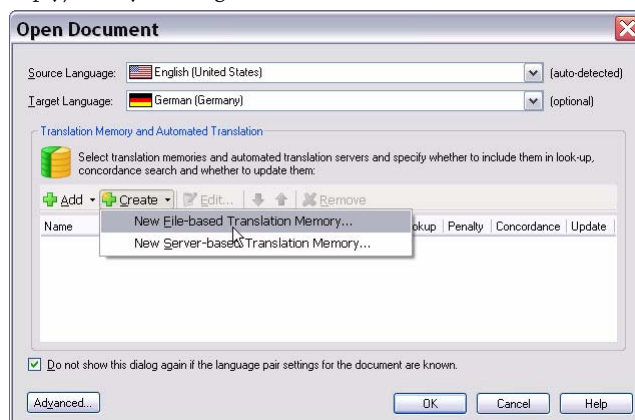 Open Document
Source Language: English (United States) (auto-detected)
Target Language: German (Germany) (optional)
Translation Memory and Automated Translation
Select translation memories and automated translation servers and specify whether to include them in look-up,
concordance search and whether to update them:
Add Create Edit... Remove
New File-based Translation Memory...
Name Penalty Concordance Update
New Server-based Translation Memory...
Do not show this dialog again if the language pair settings for the document are known.
Advanced... OK Cancel Help